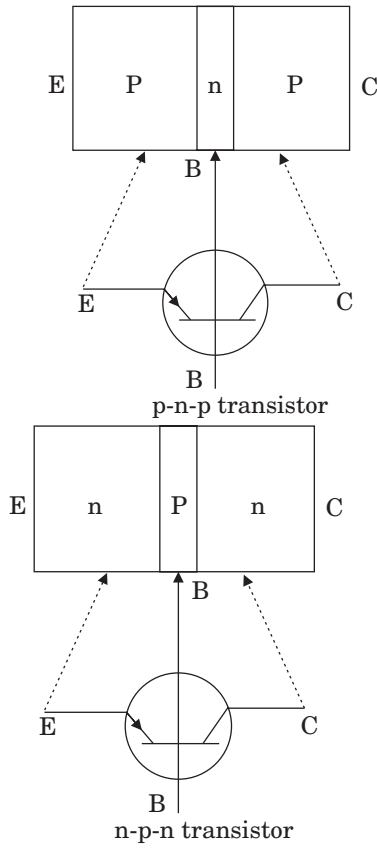 E P n P C
B
E C
B
p-n-p transistor
E n P n C
B
E C
B
n-p-n transistor